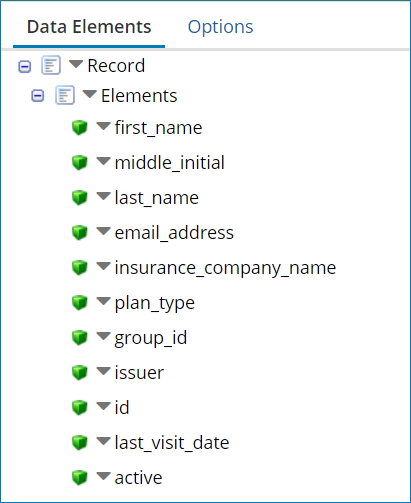 Data Elements Options
Record
Elements
first_name
middle_initial
last_name
email_address
insurance_company_name
plan_type
group_id
issuer
id
last_visit_date
active